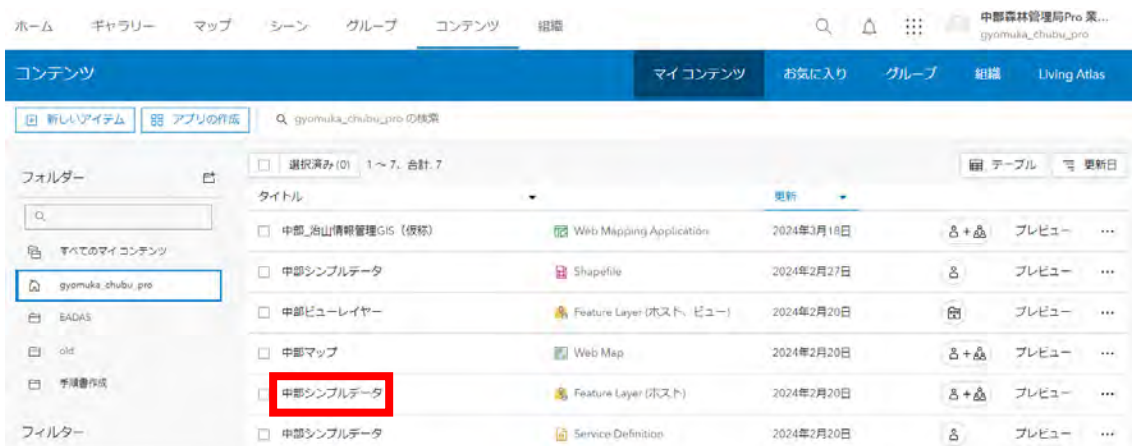 ホーム ギャラリー マップ シーン グループ コンテンツ 組織
中部森林管理局Pro 業...
gyomuka_chubu_pro
コンテンツ マイ コンテンツ お気に入り グループ 組織 Living Atlas
新しいアイテム アプリの作成 gyomuka_chubu_pro の検索
フォルダー
選択済み (0) 1 ~ 7、合計: 7 テーブル 更新日
タイトル 更新
中部_治山情報管理GIS（仮称） Web Mapping Application 2024年3月18日 プレビュー ...
すべてのマイ コンテンツ
中部シンプルデータ Shapefile 2024年2月27日 プレビュー ...
gyomuka_chubu_pro
中部ビューレイヤー Feature Layer (ホスト、ビュー) 2024年2月20日 プレビュー ...
EADAS
old
中部マップ Web Map 2024年2月20日 プレビュー ...
手順書作成
中部シンプルデータ Feature Layer (ホスト) 2024年2月20日 プレビュー ...
フィルター
中部シンプルデータ Service Definition 2024年2月20日 プレビュー ...